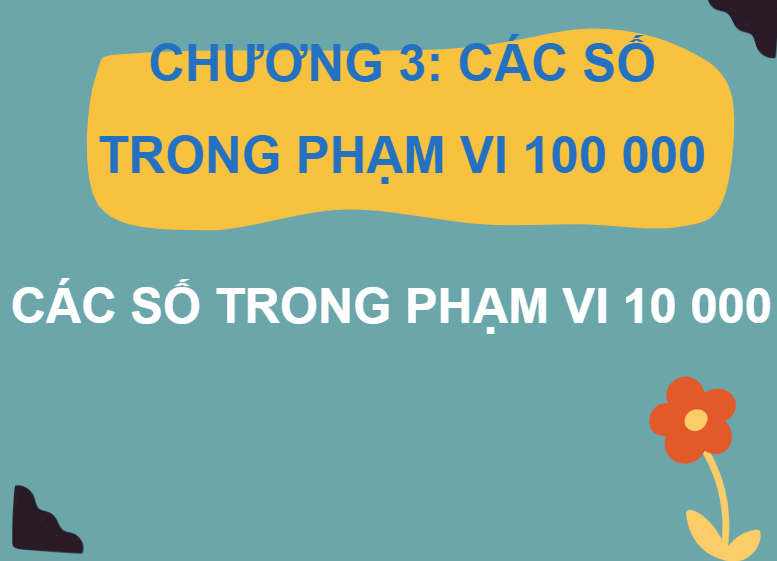 CHƯƠNG 3: CÁC SỐ
TRONG PHẠM VI 100 000
CÁC SỐ TRONG PHẠM VI 10 000